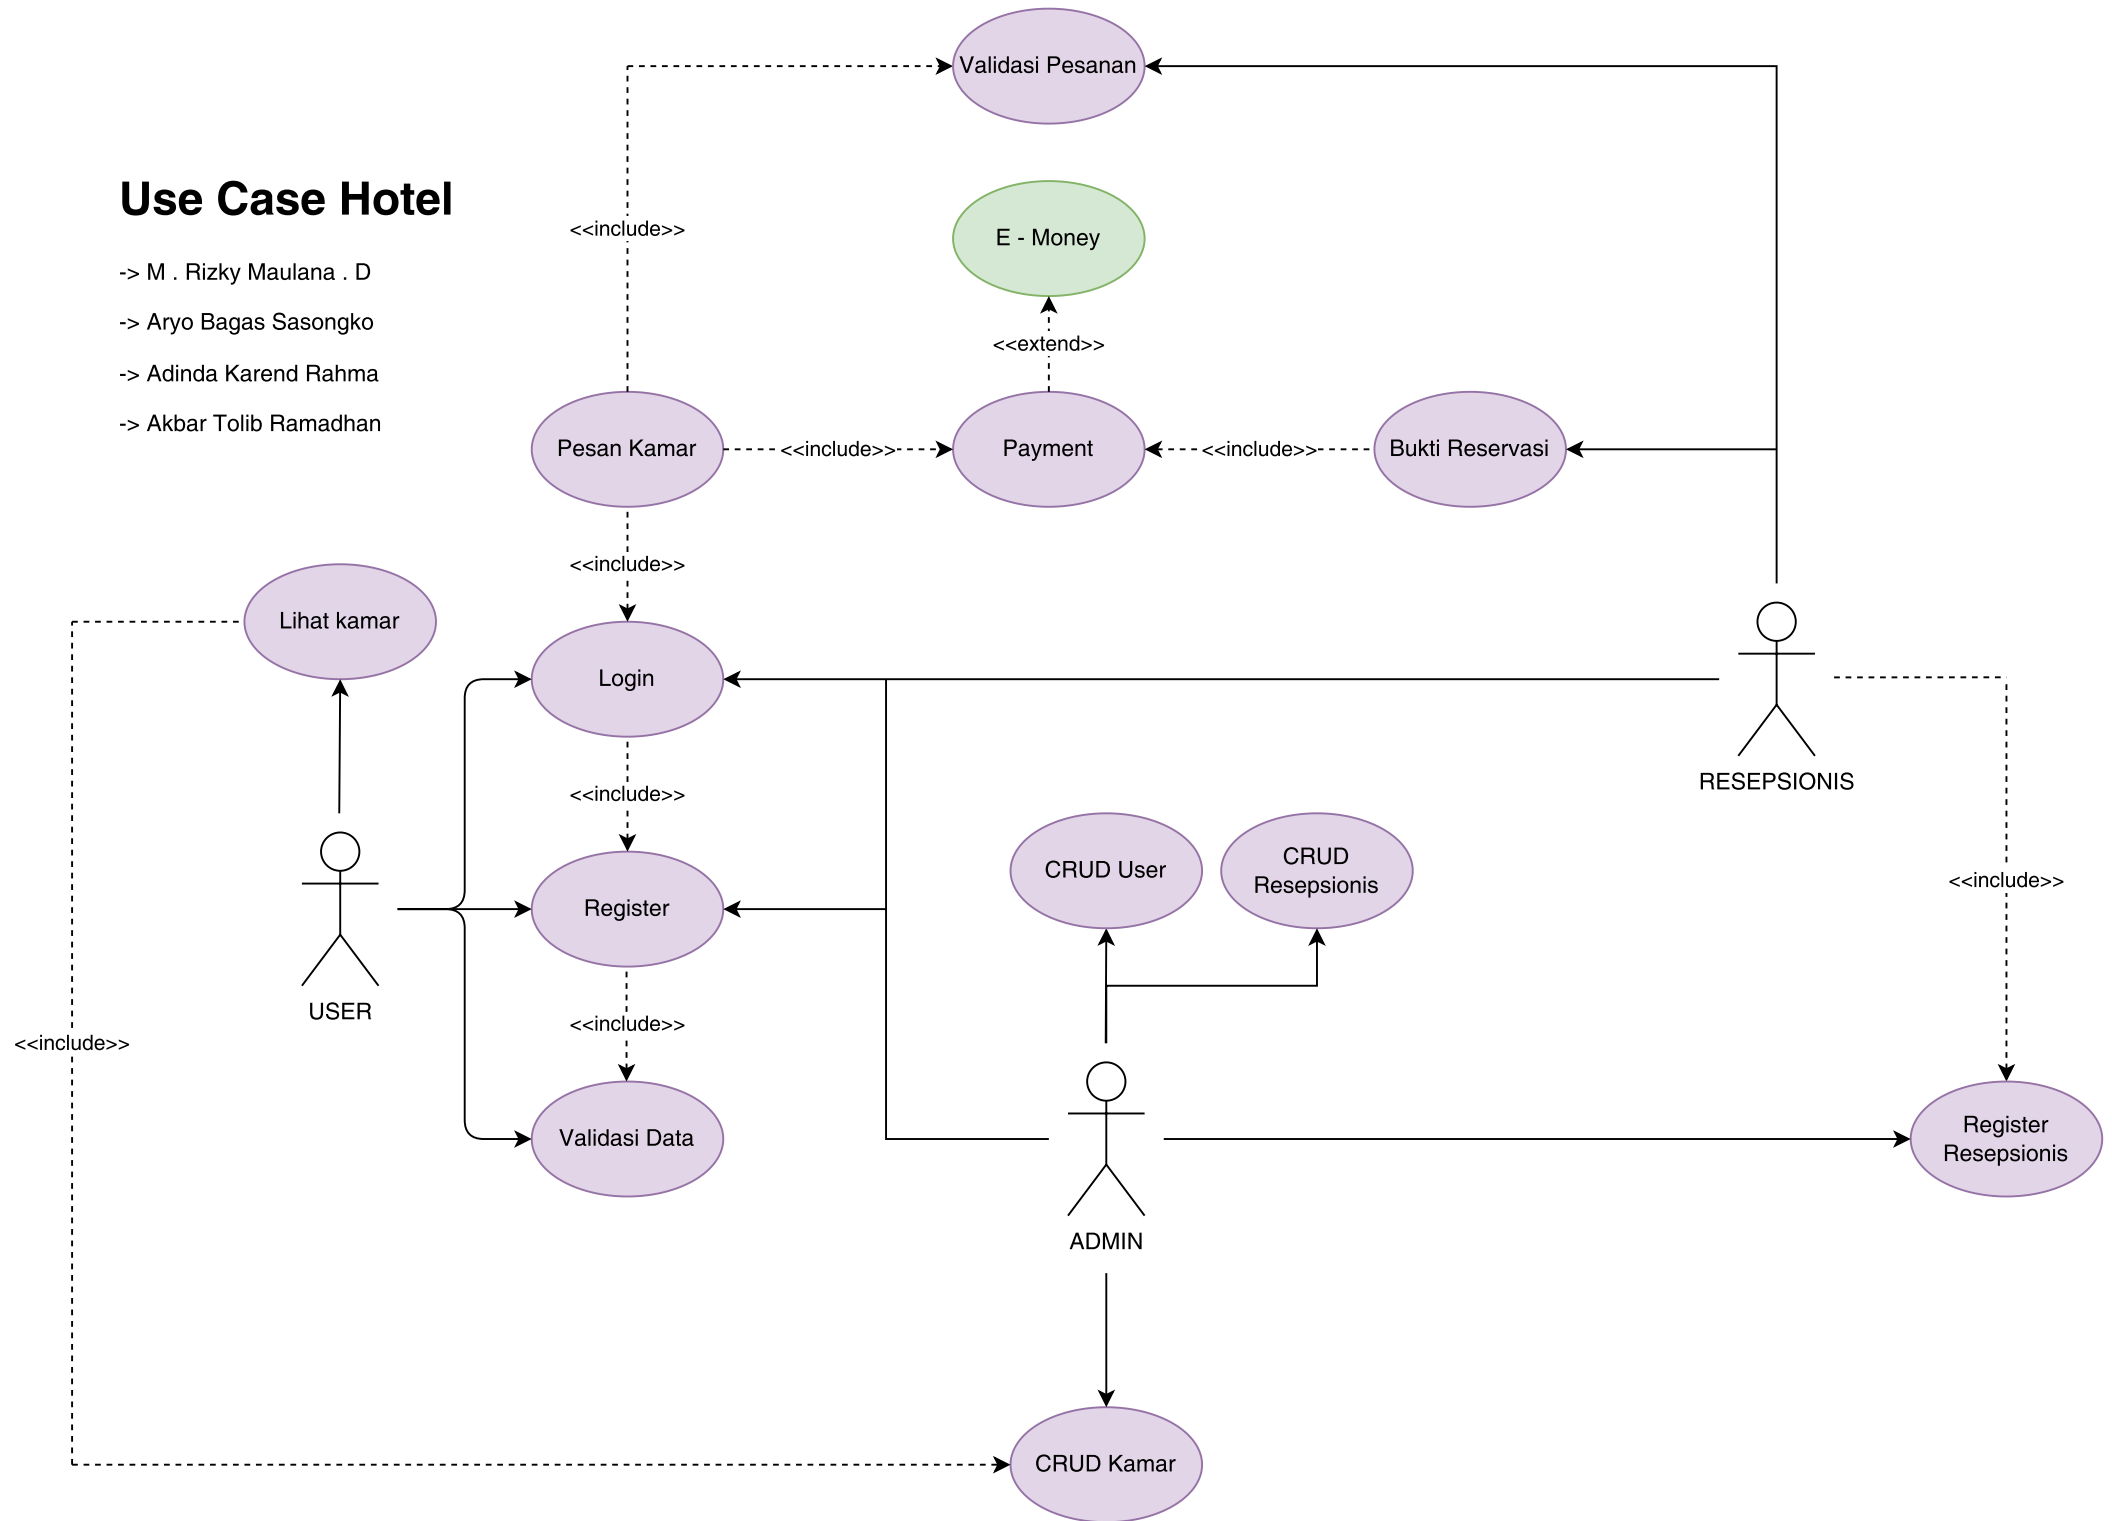 Validasi Pesanan
Use Case Hotel
-> M . Rizky Maulana . D
-> Aryo Bagas Sasongko
-> Adinda Karend Rahma
-> Akbar Tolib Ramadhan
<<include>>
E - Money
<<extend>>
Pesan Kamar
<<include>>
Payment
<<include>>
Bukti Reservasi
<<include>>
Lihat kamar
Login
RESEPSIONIS
<<include>>
CRUD User
CRUD
Resepsionis
<<include>>
Register
USER
<<include>>
<<include>>
Validasi Data
Register
Resepsionis
ADMIN
CRUD Kamar